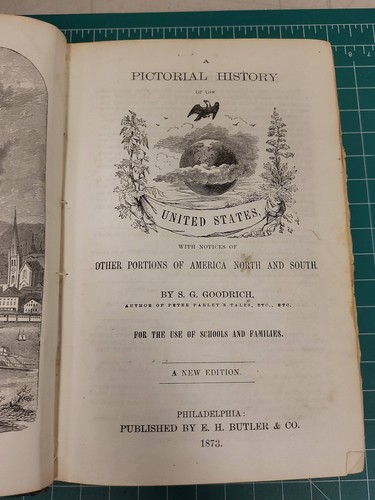 A
PICTORIAL HISTORY
OF THE
UNITED STATES,
WITH NOTICES OF
OTHER PORTIONS OF AMERICA NORTH AND SOUTH.
BY S. G. GOODRICH,
AUTHOR OF PETER PARLEY'S TALES, ETC., ETC.
FOR THE USE OF SCHOOLS AND FAMILIES.
A NEW EDITION.
PHILADELPHIA:
PUBLISHED BY E. H. BUTLER & CO.
1873.